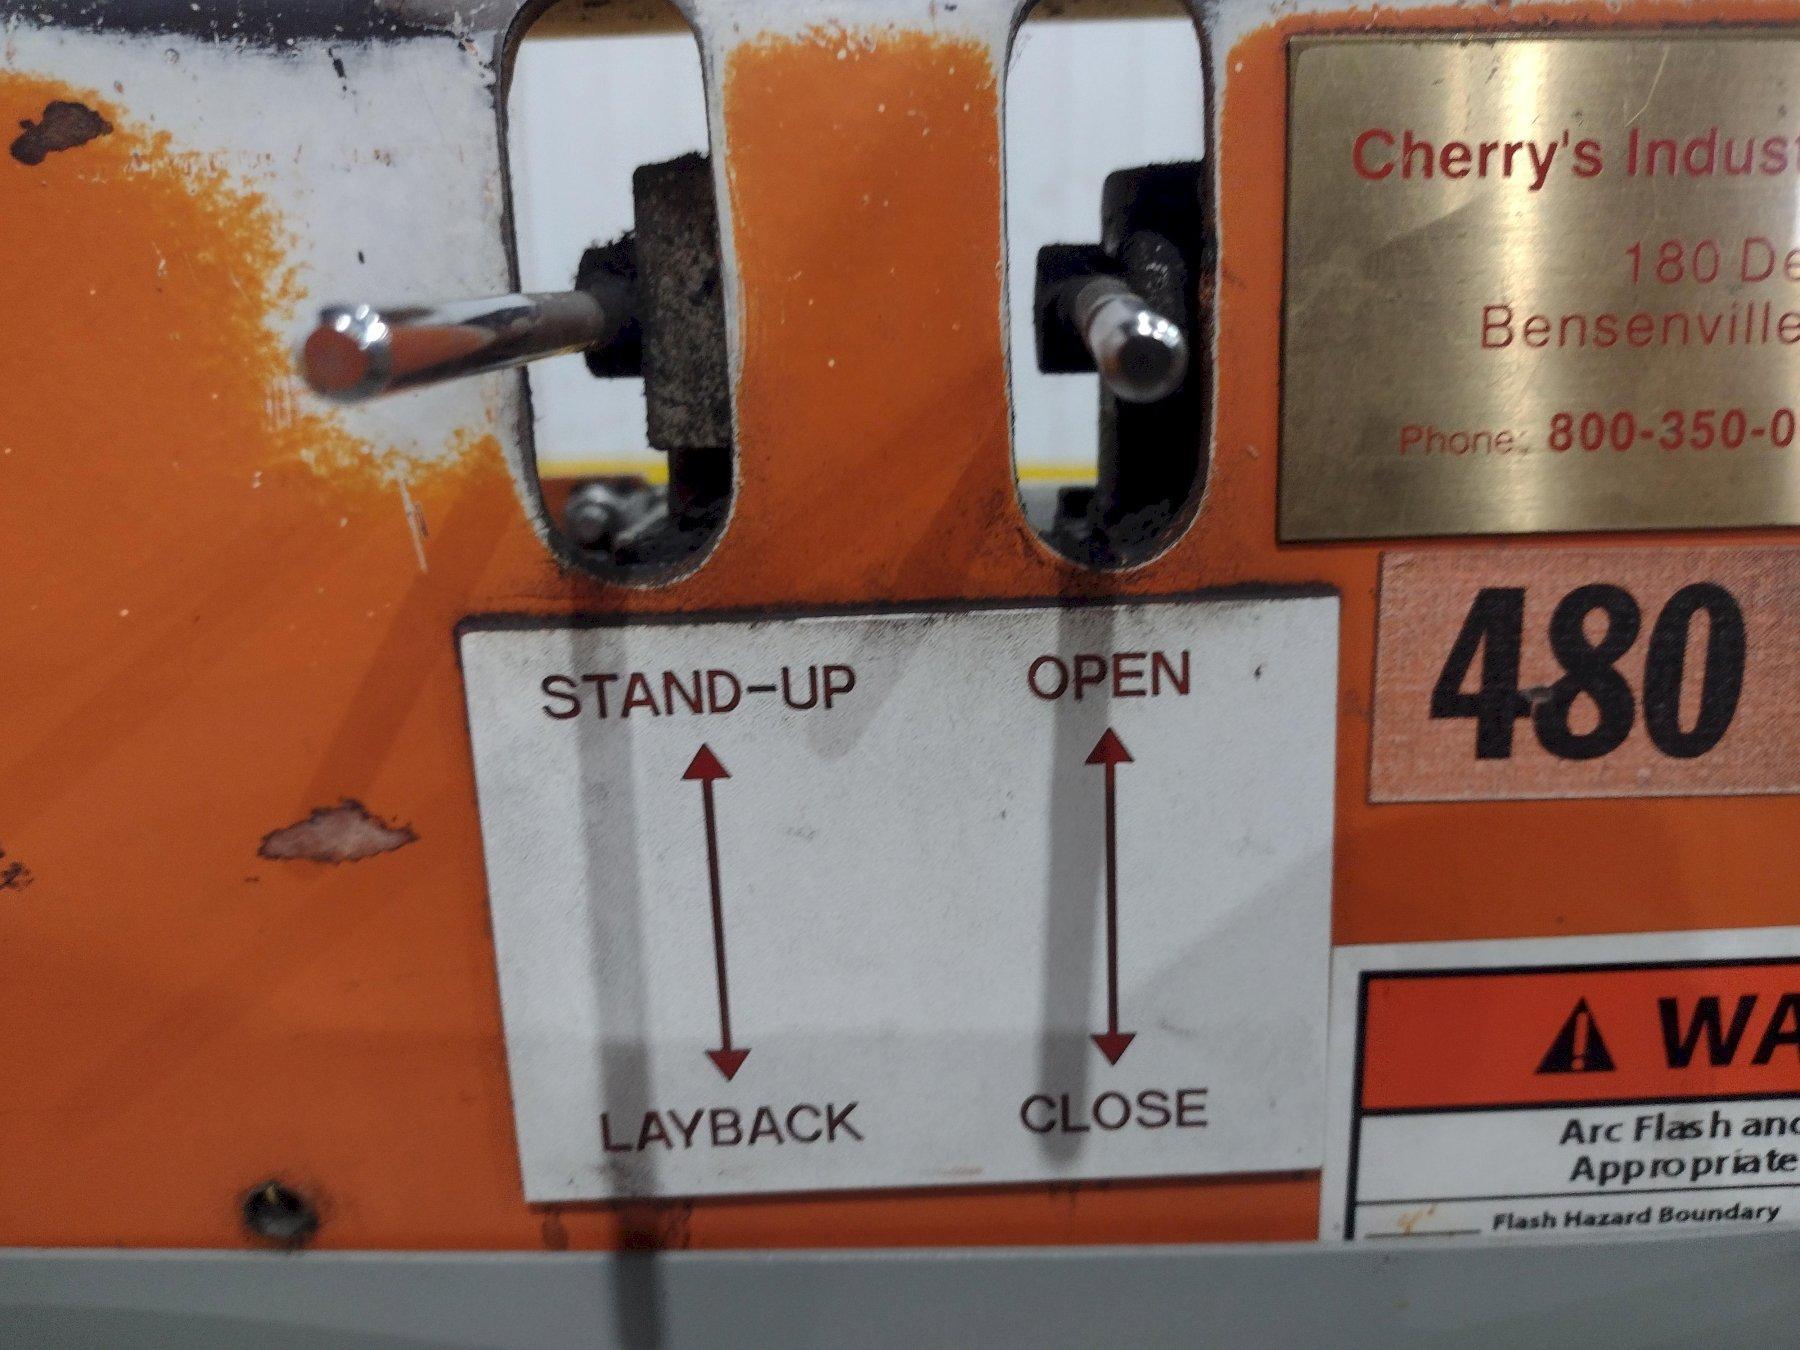 Cherry's Indust
180 De
Bensenville
Phone: 800-350-0
480
STAND-UP OPEN
LAYBACK CLOSE
WA
Arc Flash and
Appropriate
Flash Hazard Boundary